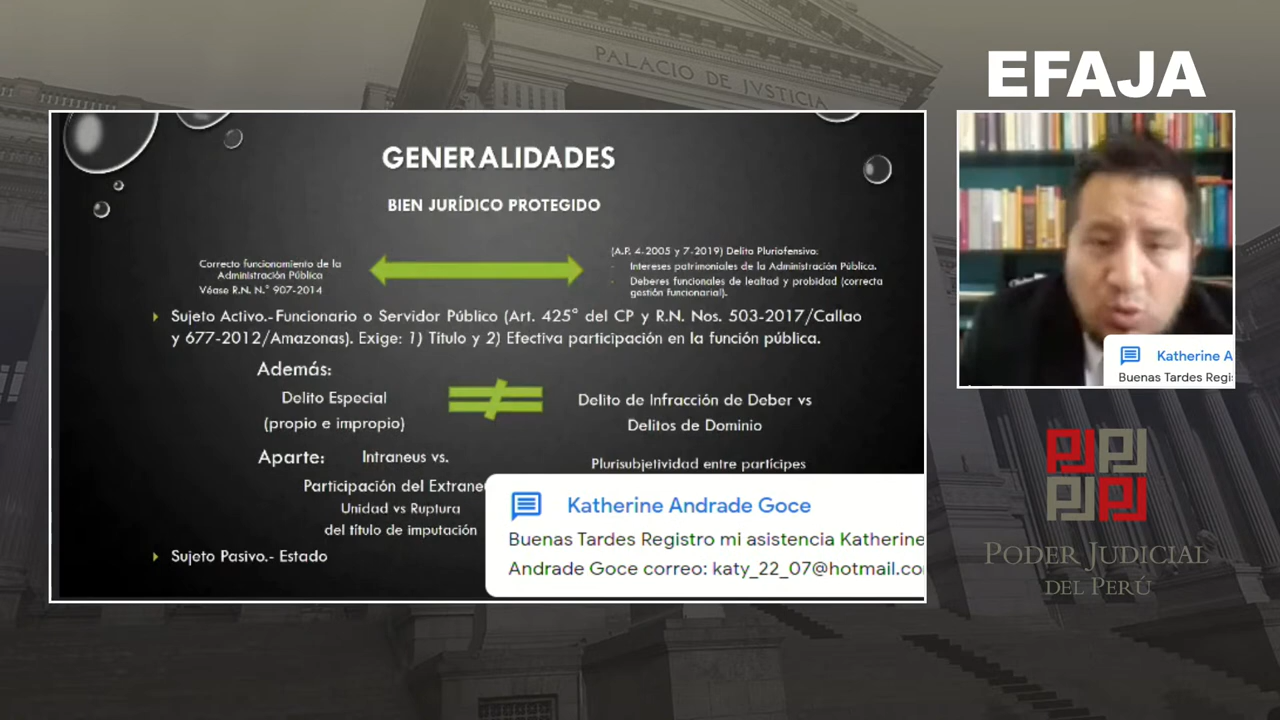 PALACIO DE JUSTICIA
EFAJA
GENERALIDADES
BIEN JURÍDICO PROTEGIDO
Correcto funcionamiento de la
Administración Pública
Véase R.N. N.° 907-2014
(A.P. 4-2005 y 7-2019) Delito Pluriofensivo:
Intereses patrimoniales de la Administración Pública.
Deberes funcionales de lealtad y probidad (correcta
gestión funcionarial).
Sujeto Activo.- Funcionario o Servidor Público (Art. 425° del CP y R.N. Nos. 503-2017/Callao
y 677-2012/Amazonas). Exige: 1) Título y 2) Efectiva participación en la función pública.
Además:
Delito Especial
(propio e impropio)
Delito de Infracción de Deber vs
Delitos de Dominio
Aparte: Intraneus vs.
Participación del Extrane
Unidad vs Ruptura
del título de imputación
Plurisubjetividad entre partícipes
Sujeto Pasivo.- Estado
Katherine Andrade Goce
Buenas Tardes Registro mi asistencia Katherine
Andrade Goce correo: katy_22_07@hotmail.co
Katherine A
Buenas Tardes Regi
PJ PJ
PJ PJ
PODER JUDICIAL
DEL PERÚ